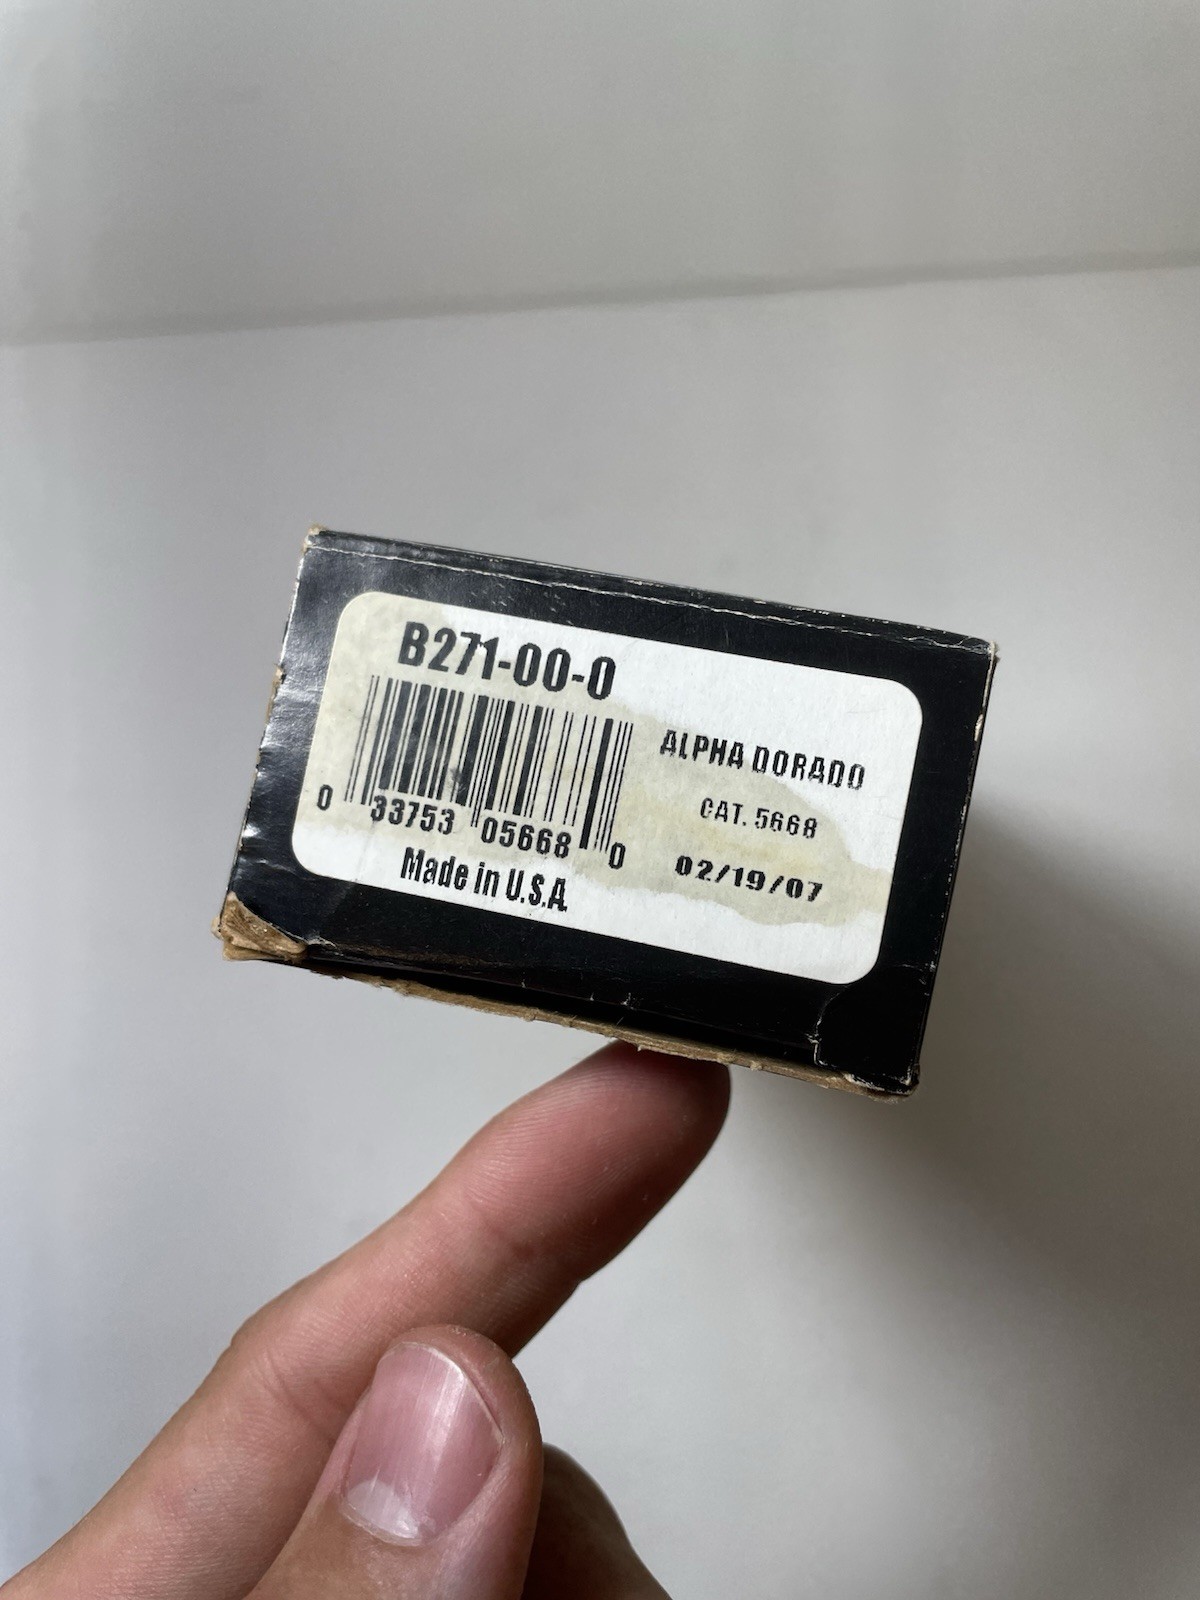 B271-00-0
0 33753 05668 0
Made in U.S.A.
ALPHA DORADO
CAT. 5668
02/19/07